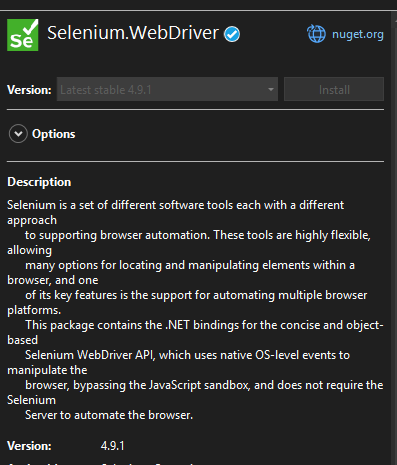 Se
Selenium.WebDriver
nuget.org
Version:
Latest stable 4.9.1
Install
Options
Description
Selenium is a set of different software tools each with a different
approach
to supporting browser automation. These tools are highly flexible,
allowing
many options for locating and manipulating elements within a
browser, and one
of its key features is the support for automating multiple browser
platforms.
This package contains the .NET bindings for the concise and object-
based
Selenium WebDriver API, which uses native OS-level events to
manipulate the
browser, bypassing the JavaScript sandbox, and does not require the
Selenium
Server to automate the browser.
Version: 4.9.1